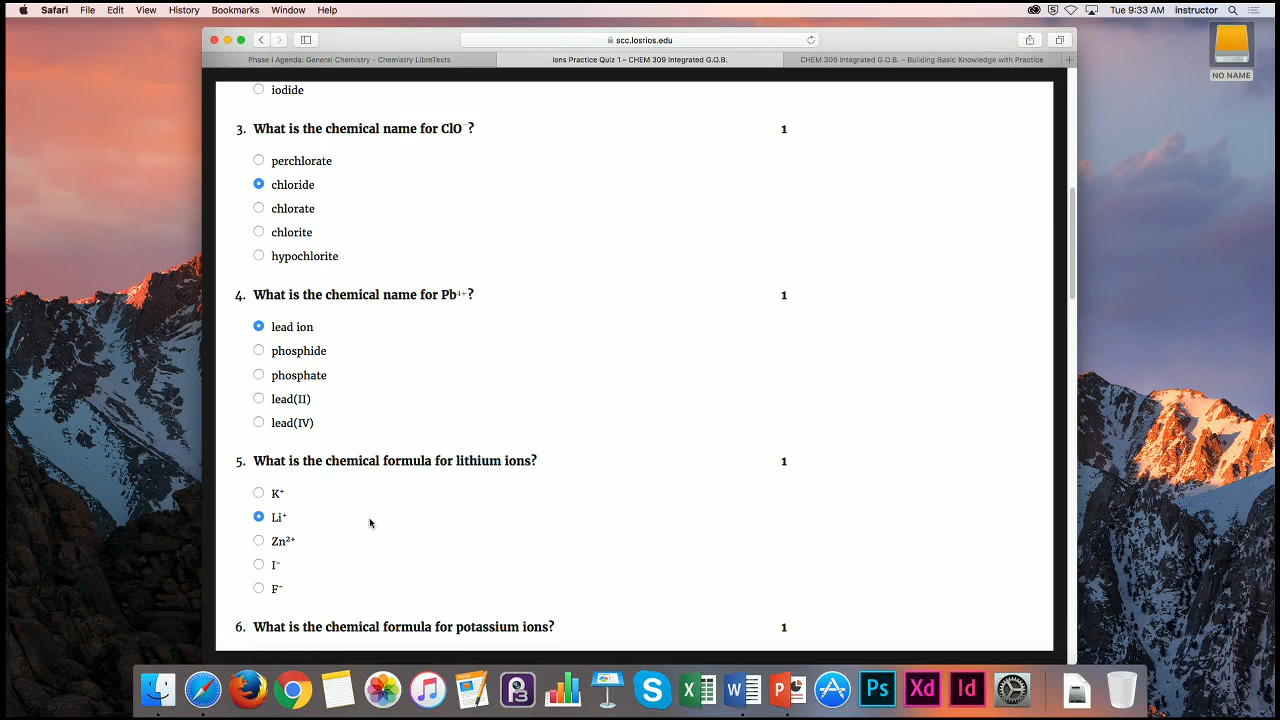 Safari File Edit View History Bookmarks Window Help
Tue 9:33 AM instructor
scc.losrios.edu
Phase I Agenda: General Chemistry - Chemistry LibreTexts
Ions Practice Quiz 1 – CHEM 309 Integrated G.O.B.
CHEM 309 Integrated G.O.B. – Building Basic Knowledge with Practice
NO NAME
iodide
3. What is the chemical name for ClO⁻? 1
perchlorate
chloride
chlorate
chlorite
hypochlorite
4. What is the chemical name for Pb⁴⁺? 1
lead ion
phosphide
phosphate
lead(II)
lead(IV)
5. What is the chemical formula for lithium ions? 1
K⁺
Li⁺
Zn²⁺
I⁻
F⁻
6. What is the chemical formula for potassium ions? 1
Ps Xd Id